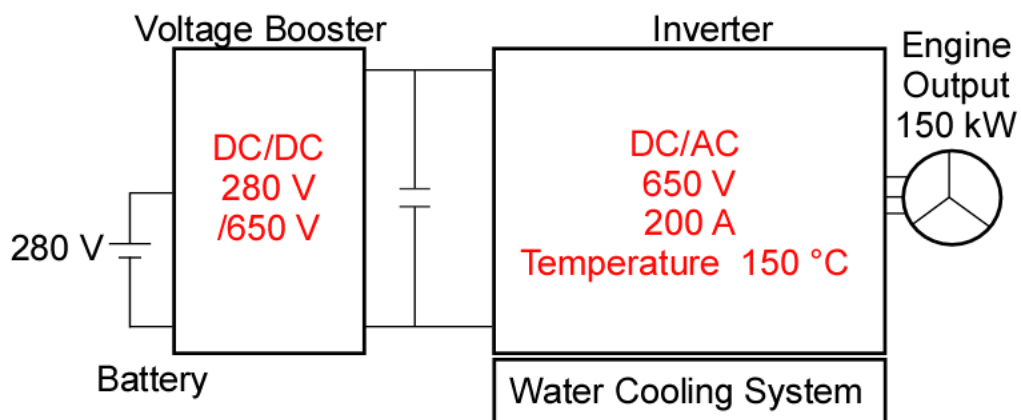 Voltage Booster
Inverter
Engine
Output
150 kW
DC/DC
280 V
/650 V
DC/AC
650 V
200 A
Temperature 150 °C
280 V
Battery
Water Cooling System